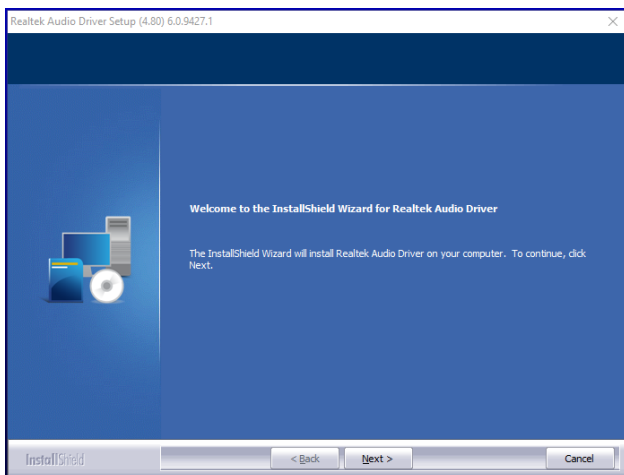 Realtek Audio Driver Setup (4.80) 6.0.9427.1
Welcome to the InstallShield Wizard for Realtek Audio Driver
The InstallShield Wizard will install Realtek Audio Driver on your computer. To continue, click
Next.
InstallShield
< Back
Next >
Cancel